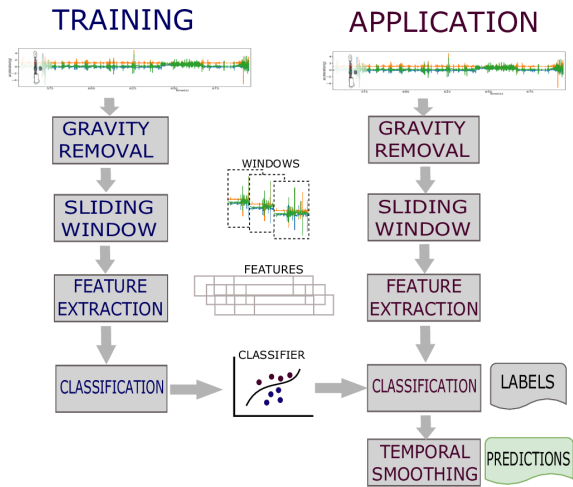 TRAINING
APPLICATION
GRAVITY
REMOVAL
GRAVITY
REMOVAL
WINDOWS
SLIDING
WINDOW
SLIDING
WINDOW
FEATURES
FEATURE
EXTRACTION
FEATURE
EXTRACTION
CLASSIFIER
CLASSIFICATION
CLASSIFICATION
LABELS
TEMPORAL
SMOOTHING
PREDICTIONS